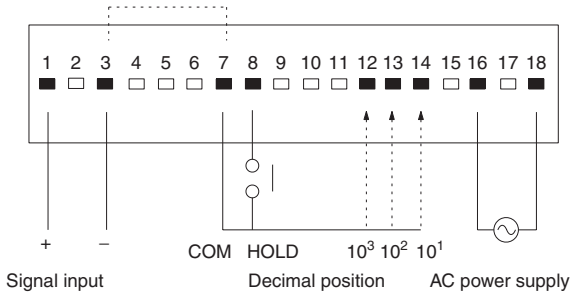 1 2 3 4 5 6 7 8 9 10 11 12 13 14 15 16 17 18
+ − COM HOLD 10³ 10² 10¹
Signal input Decimal position AC power supply